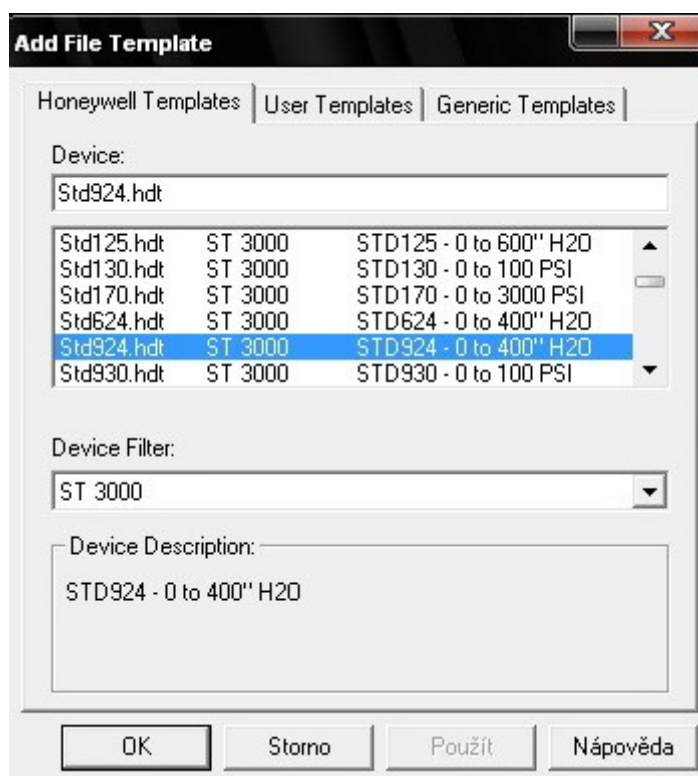 Add File Template
Honeywell Templates User Templates Generic Templates
Device:
Std924.hdt
Std125.hdt ST 3000 STD125 - 0 to 600" H2O
Std130.hdt ST 3000 STD130 - 0 to 100 PSI
Std170.hdt ST 3000 STD170 - 0 to 3000 PSI
Std624.hdt ST 3000 STD624 - 0 to 400" H2O
Std924.hdt ST 3000 STD924 - 0 to 400" H2O
Std930.hdt ST 3000 STD930 - 0 to 100 PSI
Device Filter:
ST 3000
Device Description:
STD924 - 0 to 400" H2O
OK Storno Použít Nápověda